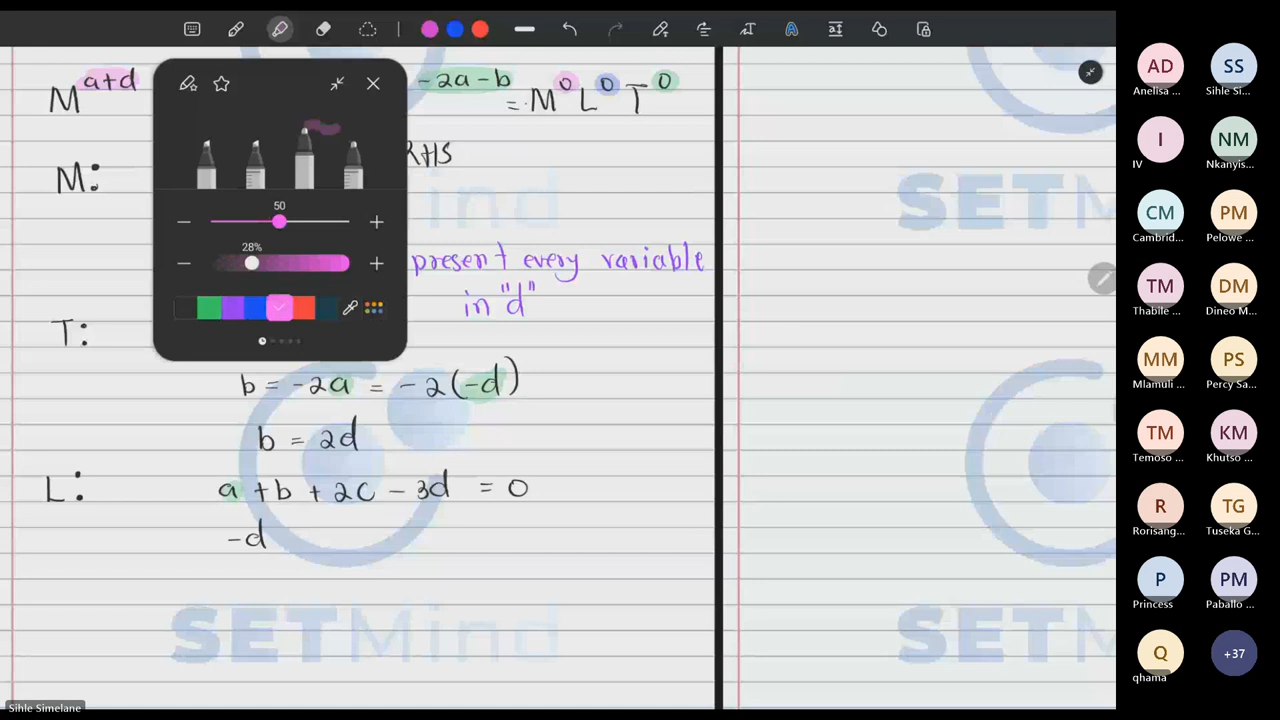 M^{a+d} -2a-b = M^0 L^0 T^0
M: RHS
50
28%
present every variable
in "d"
T:
b = -2a = -2(-d)
b = 2d
L: a + b + 2c - 3d = 0
-d
SETMind
SETM
Sihle Simelane
AD SS
Anelisa ... Sihle Si...
I NM
IV Nkanyis...
CM PM
Cambrid... Pelowe ...
TM DM
Thabile ... Dineo M...
MM PS
Mlamuli ... Percy Sa...
TM KM
Temoso ... Khutso ...
R TG
Rorisang... Tuseka G...
P PM
Princess Paballo ...
Q +37
qhama